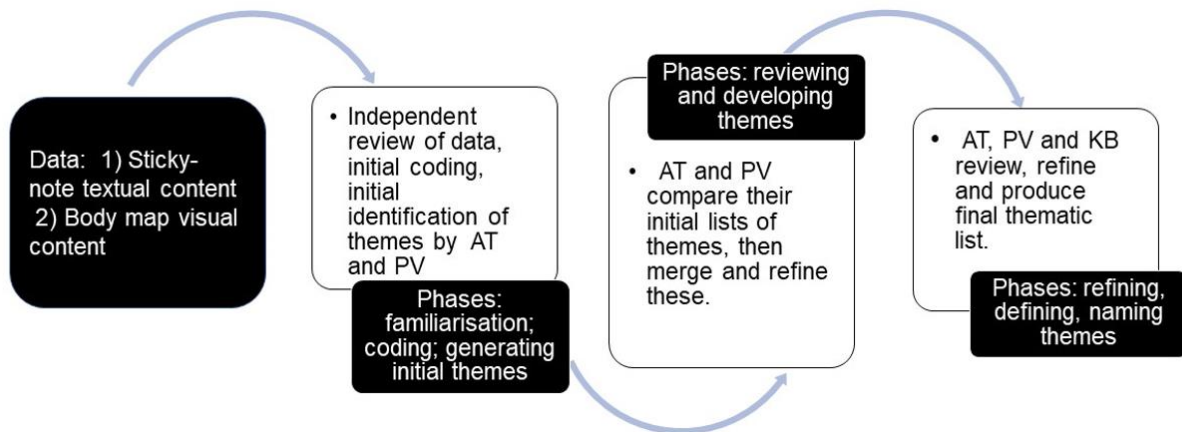 Data: 1) Sticky-
note textual content
2) Body map visual
content
• Independent
review of data,
initial coding,
initial
identification of
themes by AT
and PV
Phases:
familiarisation;
coding; generating
initial themes
Phases: reviewing
and developing
themes
• AT and PV
compare their
initial lists of
themes, then
merge and refine
these.
• AT, PV and KB
review, refine
and produce
final thematic
list.
Phases: refining,
defining, naming
themes